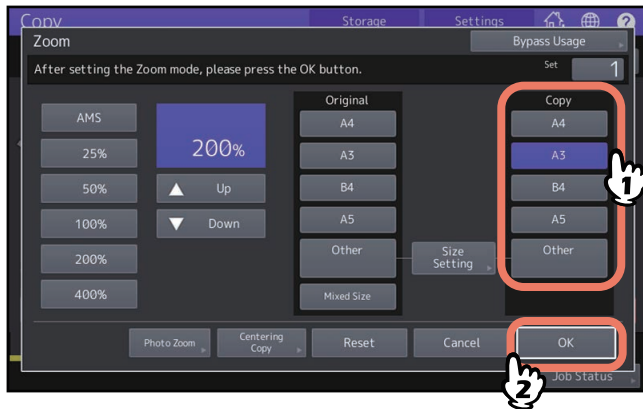 Copy
Storage
Settings
?
Zoom
Bypass Usage
After setting the Zoom mode, please press the OK button.
Set
1
AMS
25%
50%
100%
200%
400%
200%
Up
Down
Original
A4
A3
B4
A5
Other
Mixed Size
Size
Setting
Copy
A4
A3
B4
A5
Other
1
Photo Zoom
Centering
Copy
Reset
Cancel
OK
2
Job Status